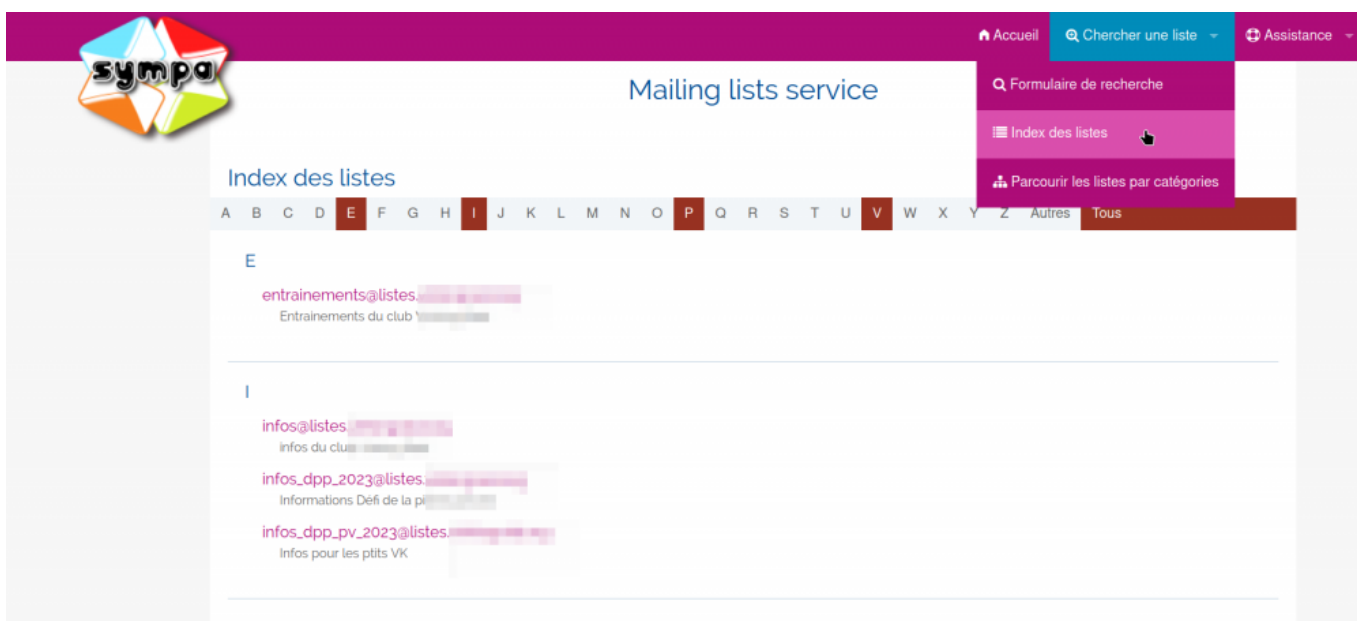 sympa
Accueil Chercher une liste Assistance
Mailing lists service
Formulaire de recherche
Index des listes
Parcourir les listes par catégories
Index des listes
A B C D E F G H I J K L M N O P Q R S T U V W X Y Z Autres Tous
E
entrainements@listes.
Entrainements du club
I
infos@listes.
infos du club
infos_dpp_2023@listes.
Informations Défi de la
infos_dpp_pv_2023@listes.
Infos pour les ptits VK